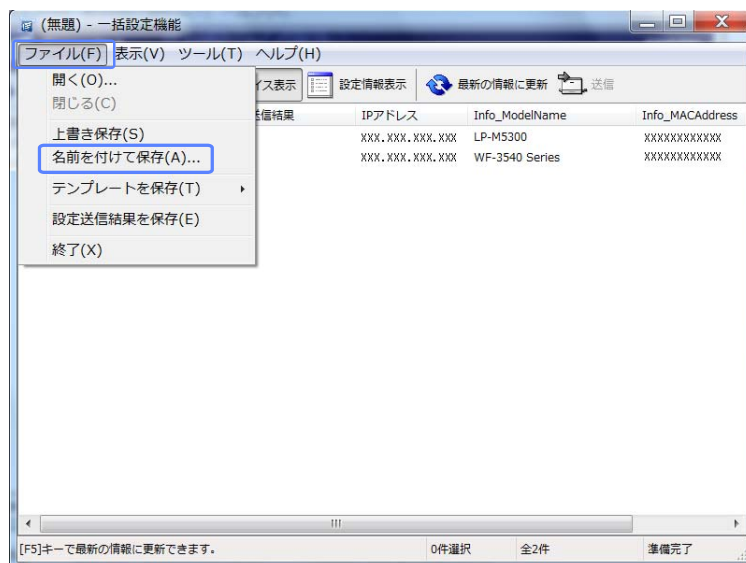 (無題) - 一括設定機能
ファイル(F) 表示(V) ツール(T) ヘルプ(H)
開く(O)...
閉じる(C)
上書き保存(S)
名前を付けて保存(A)...
テンプレートを保存(T)
設定送信結果を保存(E)
終了(X)
イス表示 設定情報表示 最新の情報に更新 送信
送信結果 IPアドレス Info_ModelName Info_MACAddress
XXX.XXX.XXX.XXX LP-M5300 XXXXXXXXXXXX
XXX.XXX.XXX.XXX WF-3540 Series XXXXXXXXXXXX
[F5]キーで最新の情報に更新できます。 0件選択 全2件 準備完了